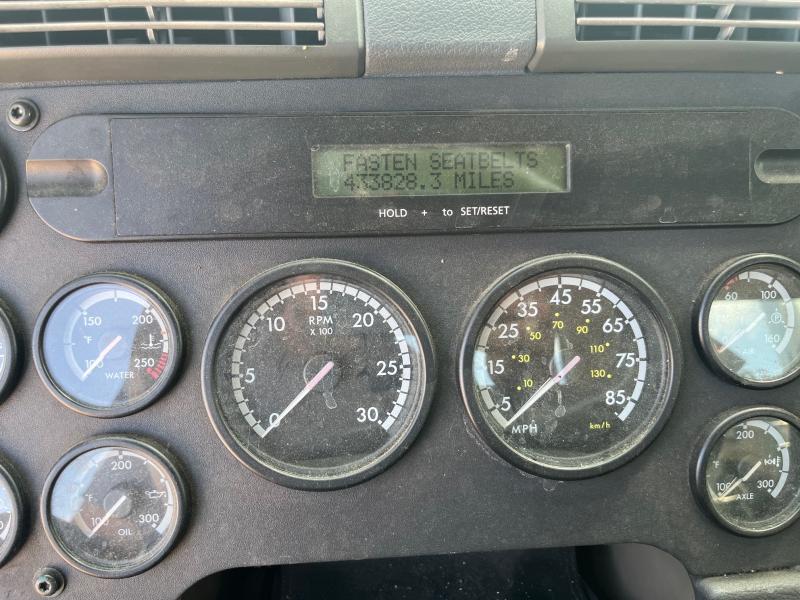 FASTEN SEATBELTS
433828.3 MILES
HOLD + to SET/RESET
150 200
°F
100 250
WATER
0 5 10 15 20 25 30
RPM
X 100
5 15 25 35 45 55 65 75 85
10 30 50 70 90 110 130
MPH
km/h
60 100
160
AIR
200
°F
100 300
OIL
200
°F
100 300
AXLE